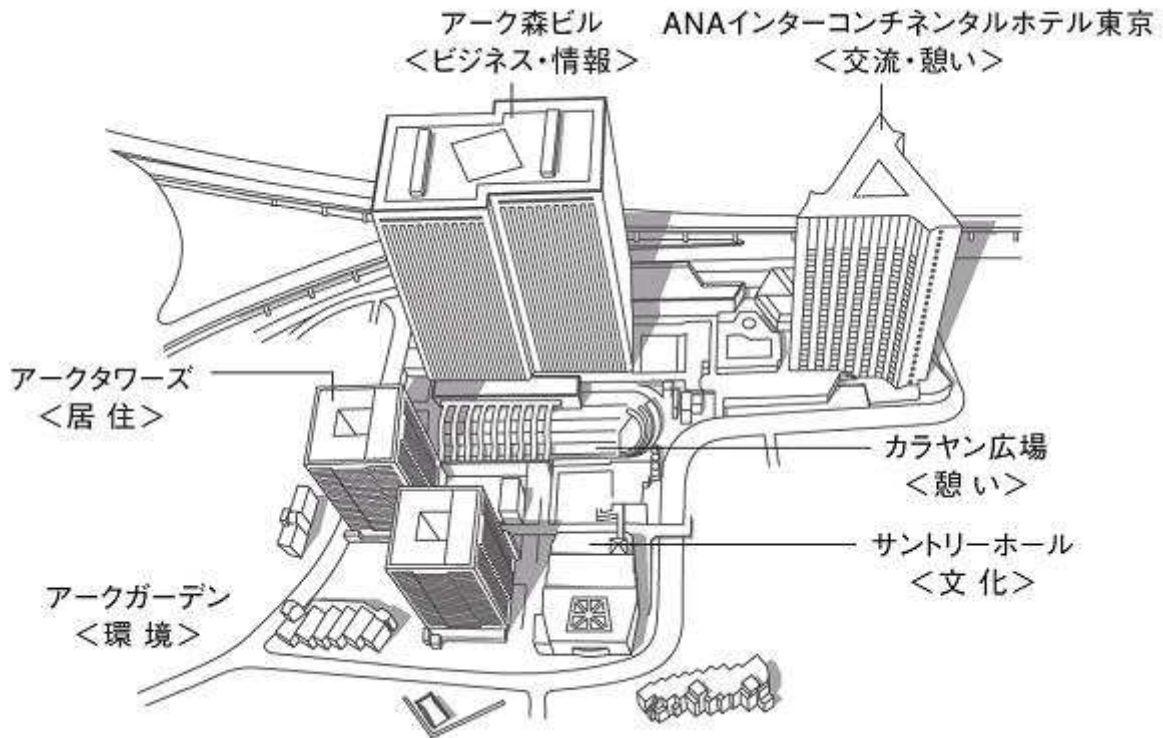 アーク森ビル
＜ビジネス・情報＞
ANAインターコンチネンタルホテル東京
＜交流・憩い＞
アークタワーズ
＜居 住＞
カラヤン広場
＜憩 い＞
サントリーホール
＜文 化＞
アークガーデン
＜環 境＞